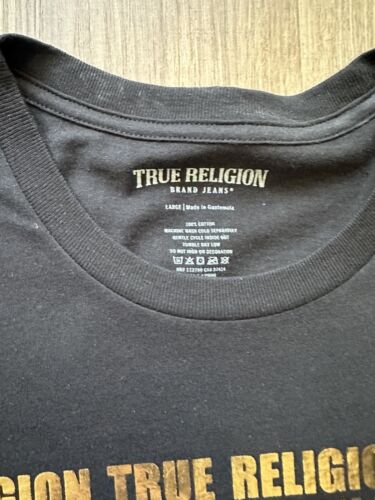 TRUE RELIGION
BRAND JEANS®
LARGE | Made in Guatemala
100% COTTON
MACHINE WASH COLD SEPARATELY
GENTLE CYCLE INSIDE OUT
TUMBLE DRY LOW
DO NOT IRON ON DECORATION
GION TRUE RELIGIO